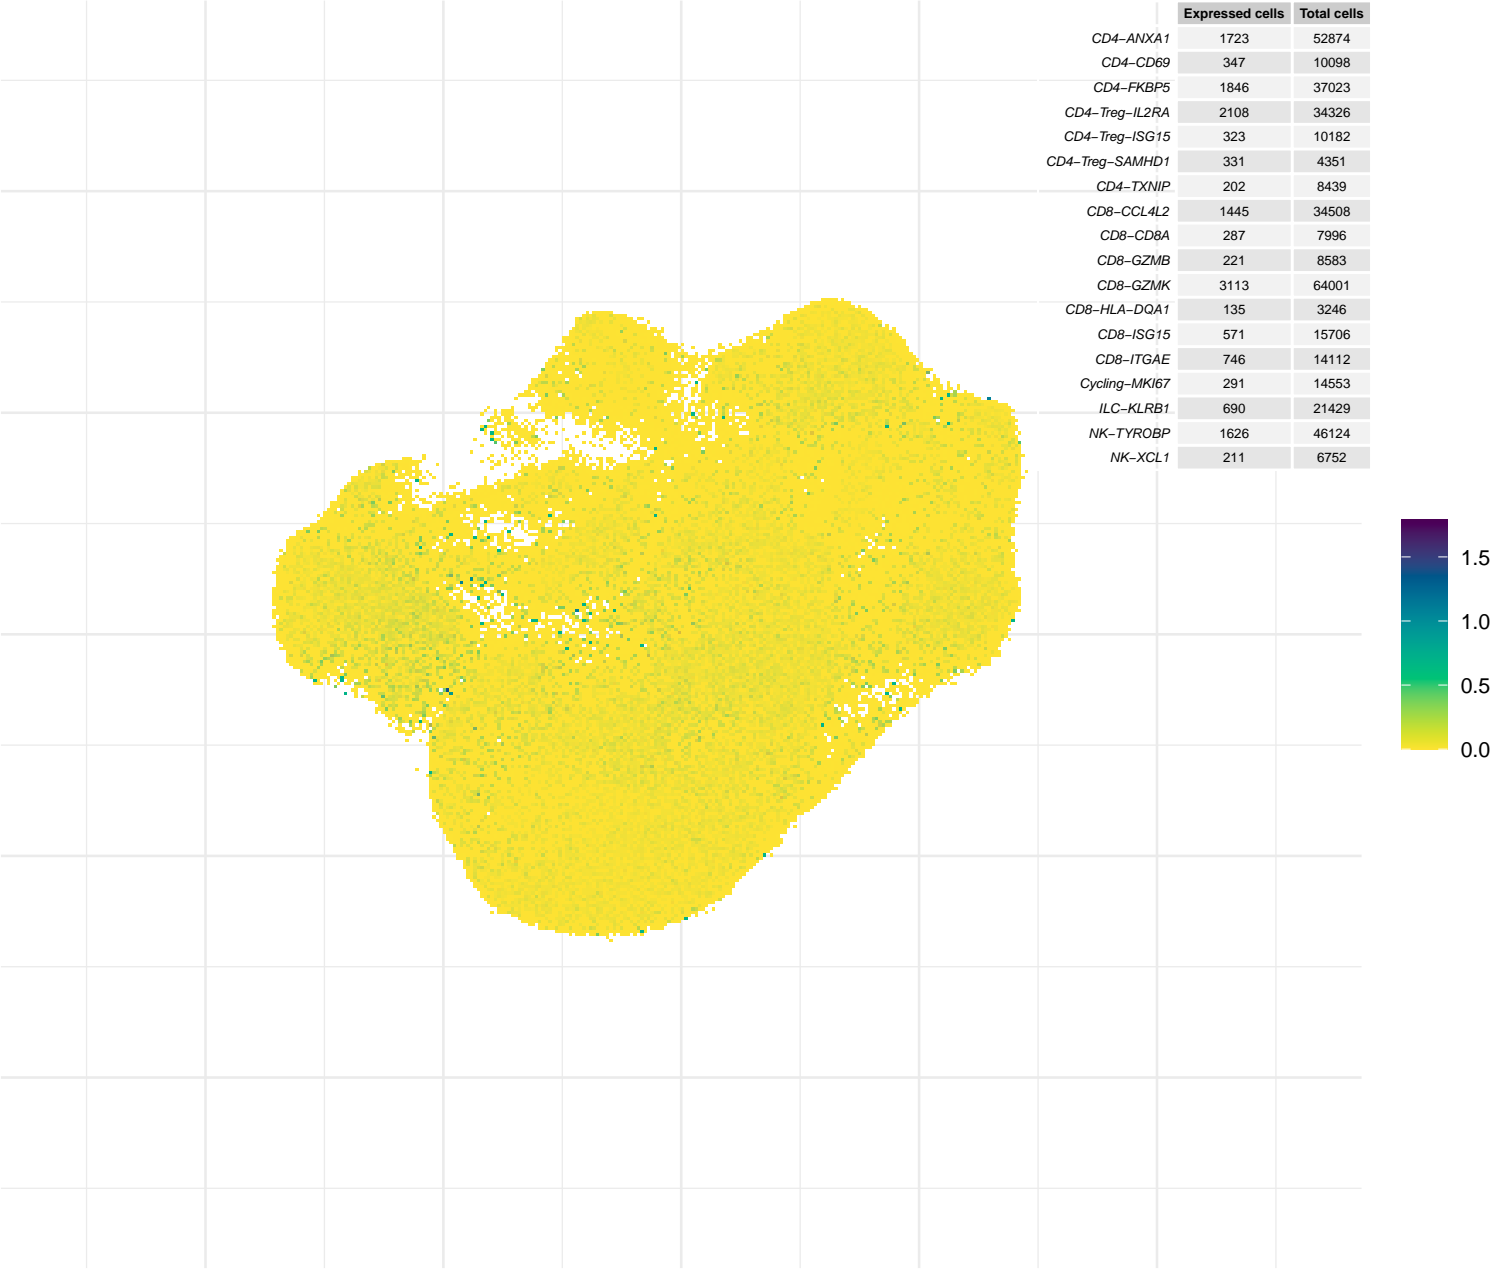 Expressed cells Total cells
CD4−ANXA1 1723 52874
CD4−CD69 347 10098
CD4−FKBP5 1846 37023
CD4−Treg−IL2RA 2108 34326
CD4−Treg−ISG15 323 10182
CD4−Treg−SAMHD1 331 4351
CD4−TXNIP 202 8439
CD8−CCL4L2 1445 34508
CD8−CD8A 287 7996
CD8−GZMB 221 8583
CD8−GZMK 3113 64001
CD8−HLA−DQA1 135 3246
CD8−ISG15 571 15706
CD8−ITGAE 746 14112
Cycling−MKI67 291 14553
ILC−KLRB1 690 21429
NK−TYROBP 1626 46124
NK−XCL1 211 6752
1.5
1.0
0.5
0.0